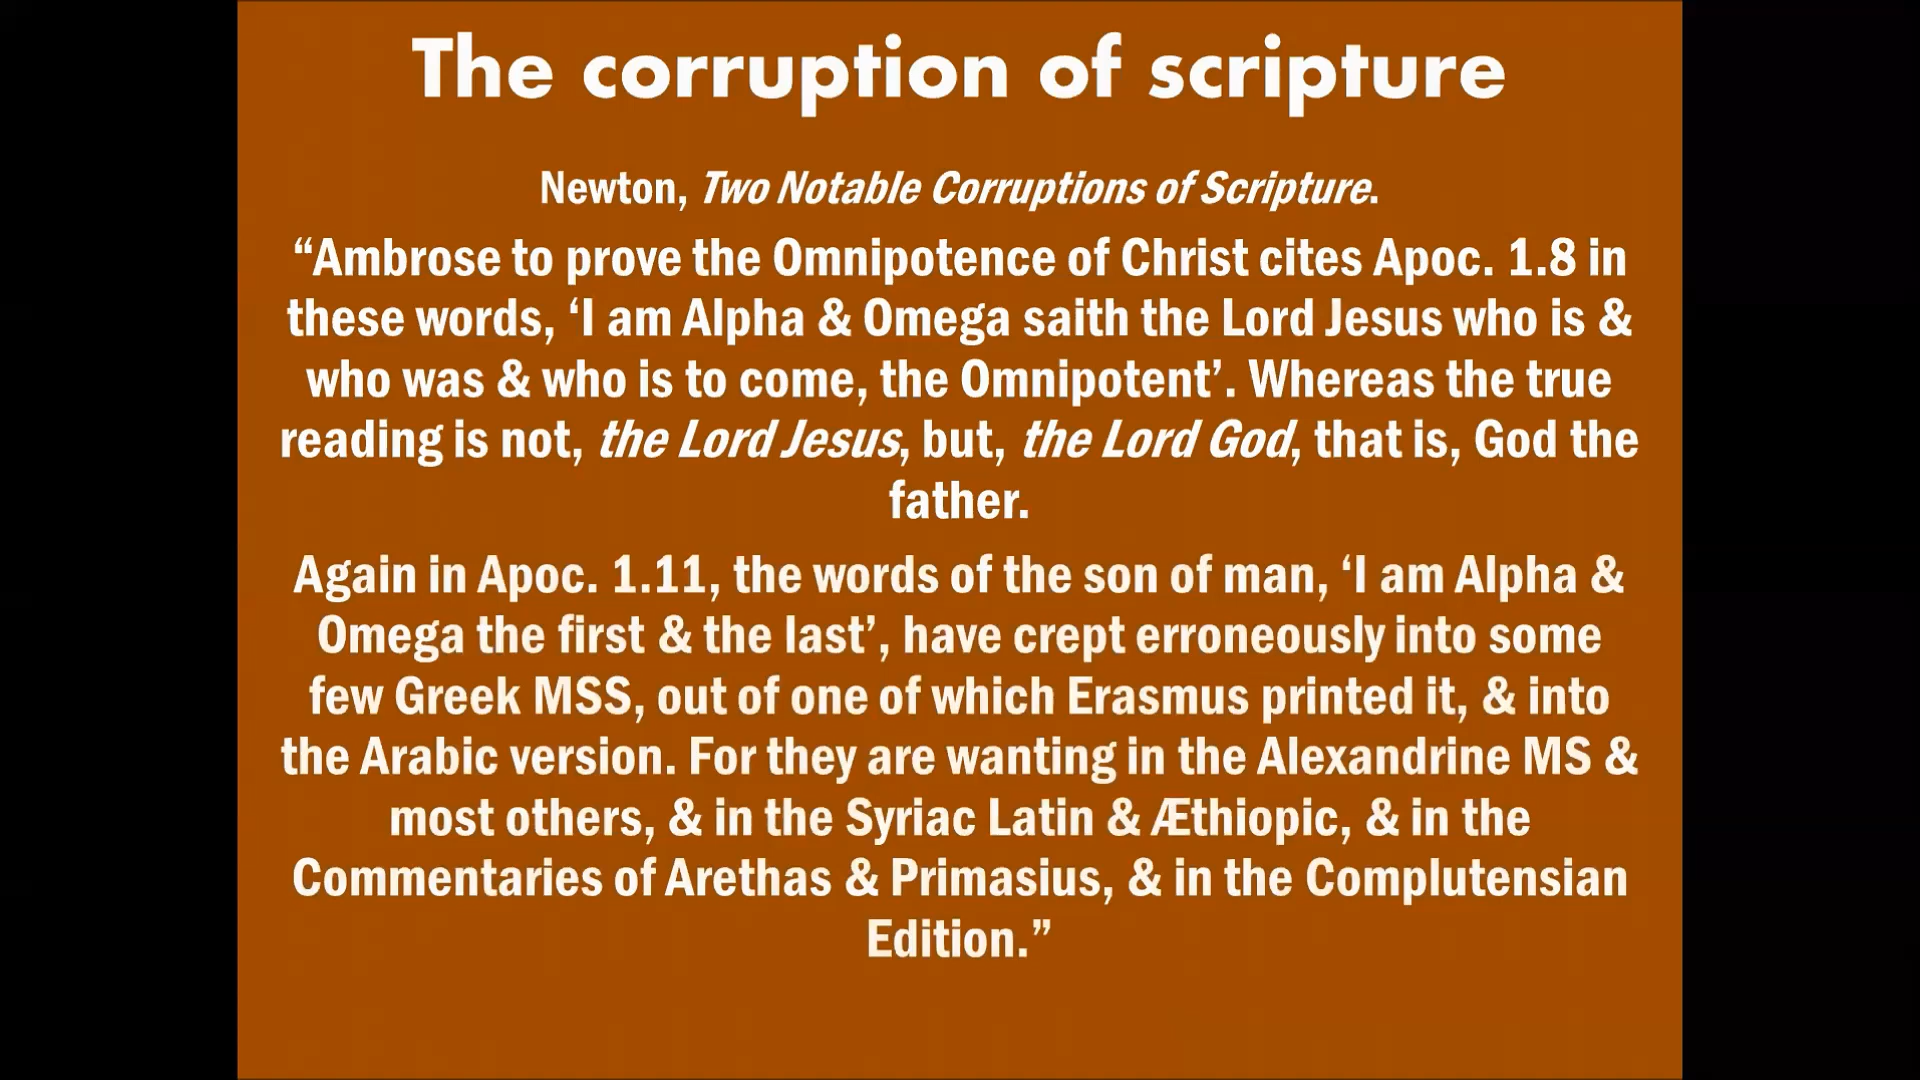 The corruption of scripture
Newton, Two Notable Corruptions of Scripture.
“Ambrose to prove the Omnipotence of Christ cites Apoc. 1.8 in
these words, ‘I am Alpha & Omega saith the Lord Jesus who is &
who was & who is to come, the Omnipotent’. Whereas the true
reading is not, the Lord Jesus, but, the Lord God, that is, God the
father.
Again in Apoc. 1.11, the words of the son of man, ‘I am Alpha &
Omega the first & the last’, have crept erroneously into some
few Greek MSS, out of one of which Erasmus printed it, & into
the Arabic version. For they are wanting in the Alexandrine MS &
most others, & in the Syriac Latin & Æthiopic, & in the
Commentaries of Arethas & Primasius, & in the Complutensian
Edition.”